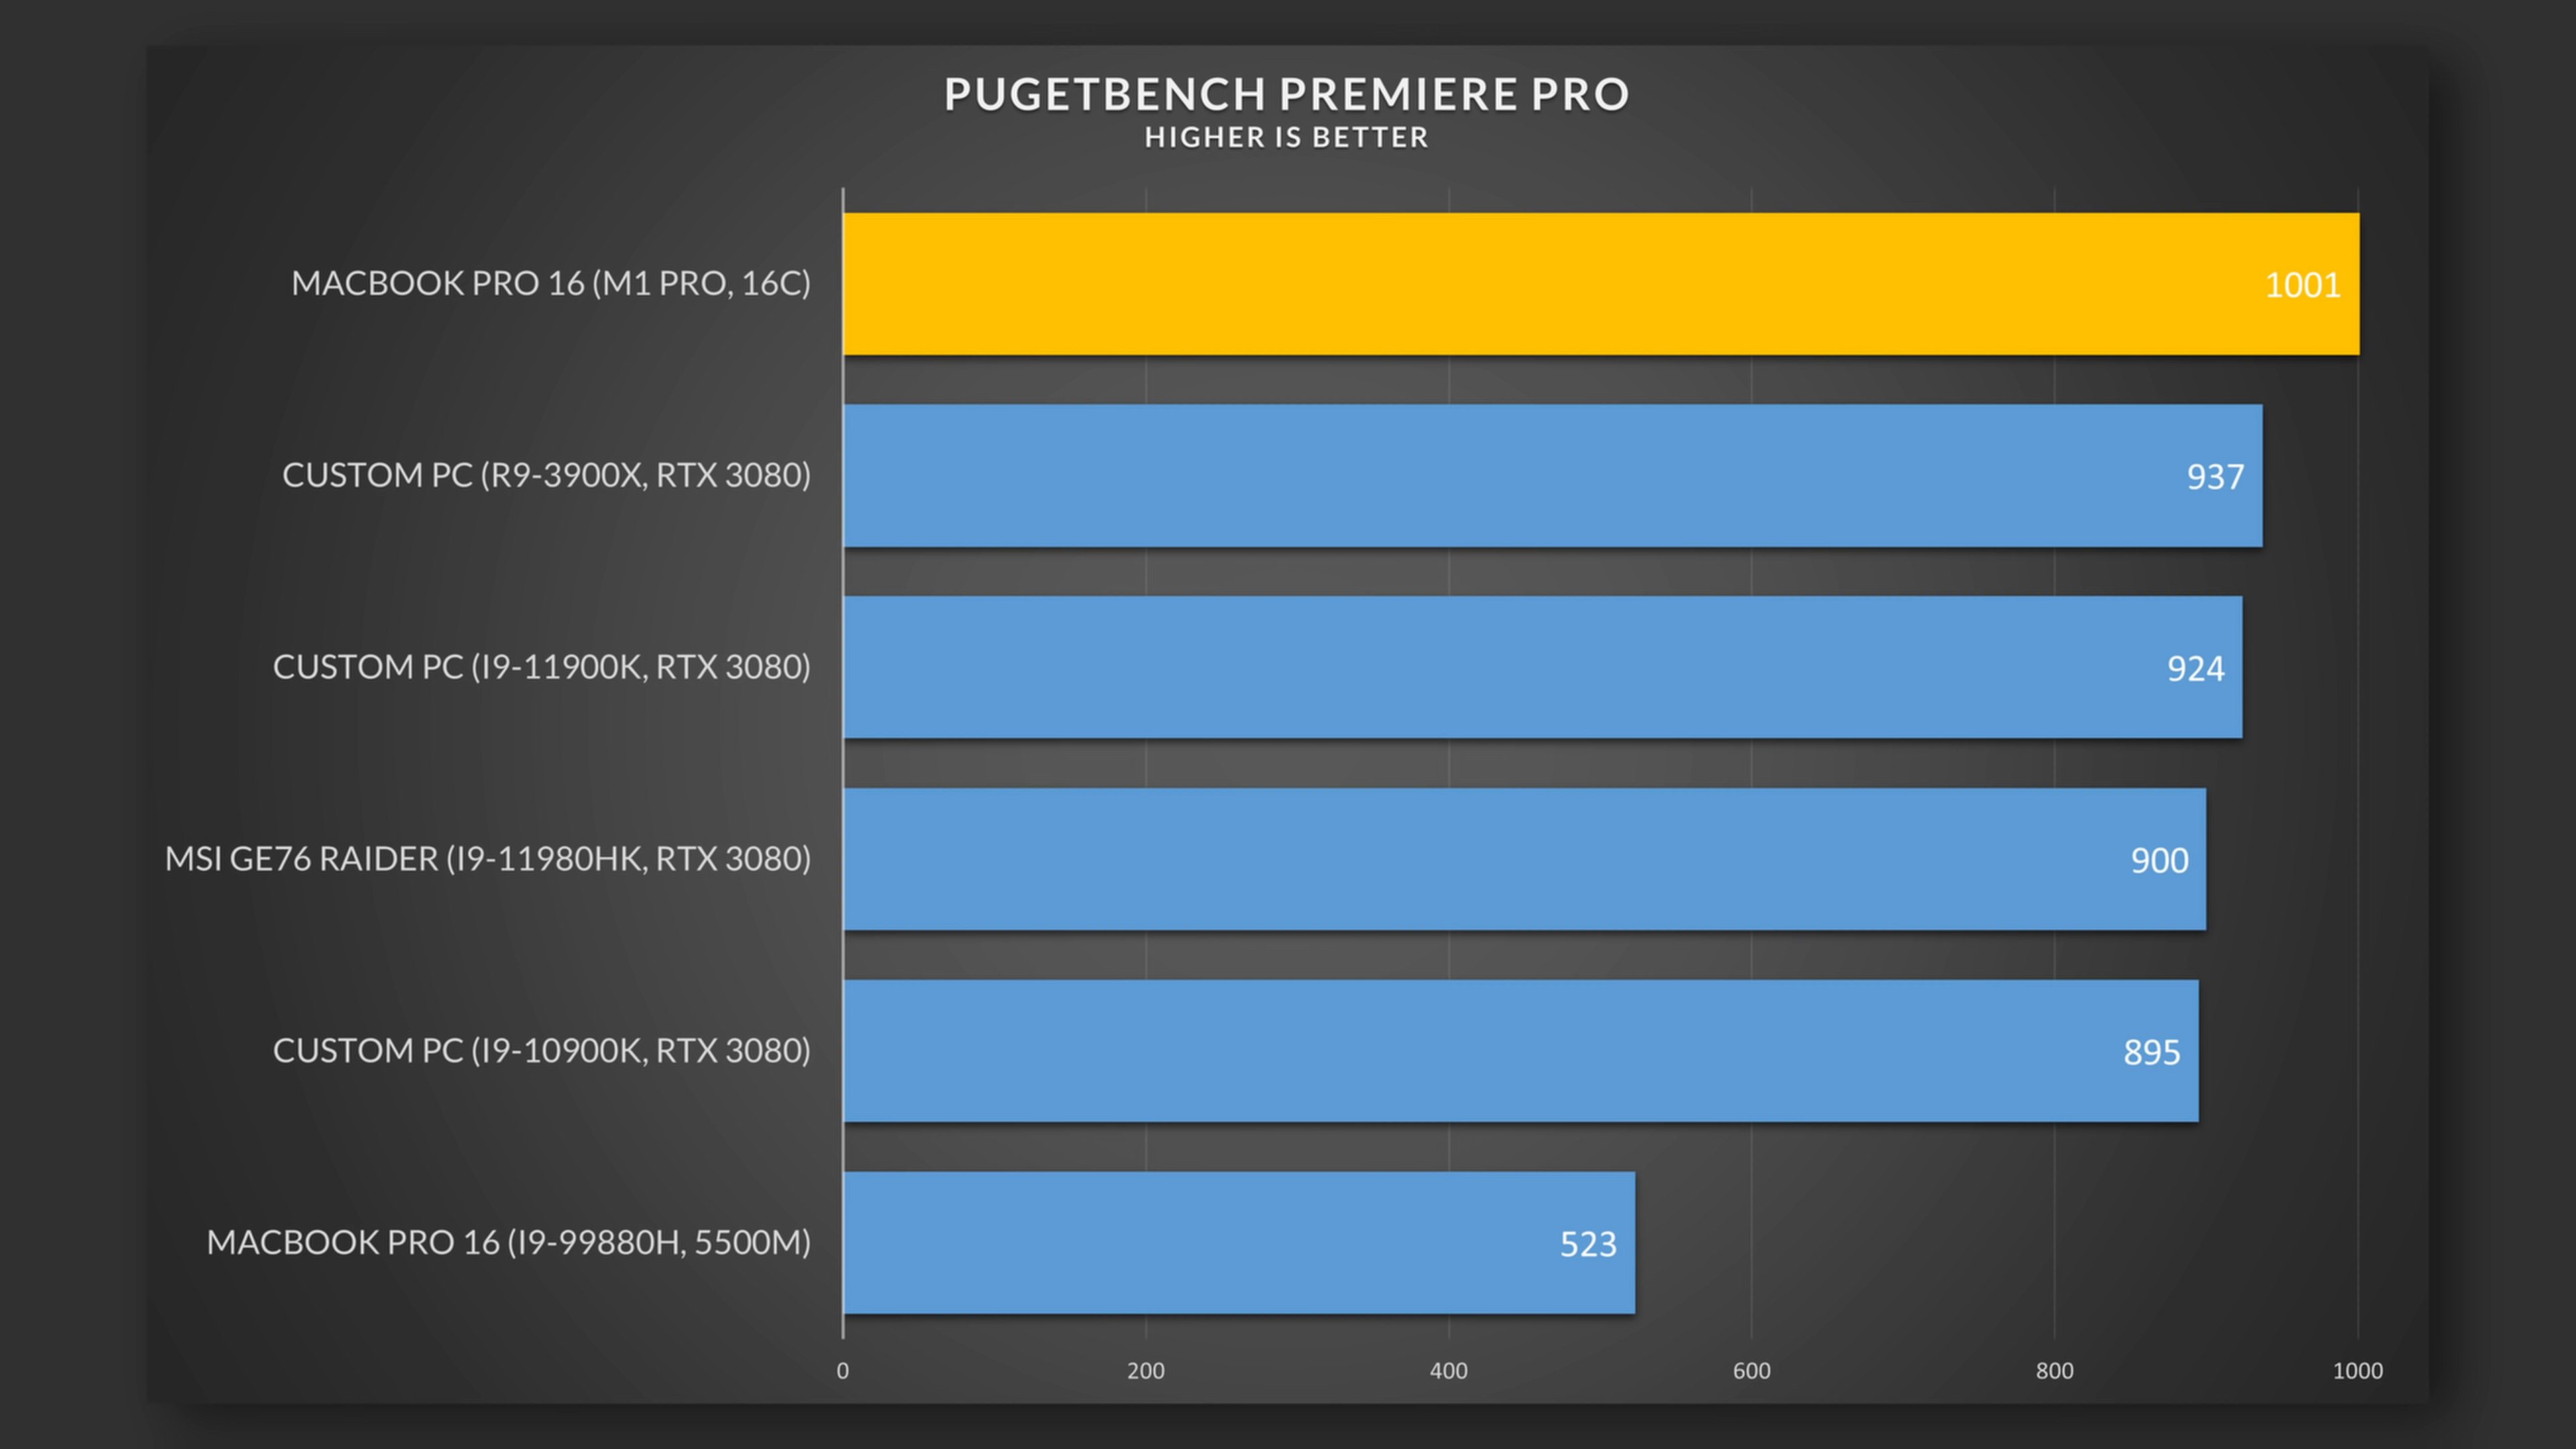 PUGETBENCH PREMIERE PRO
HIGHER IS BETTER
MACBOOK PRO 16 (M1 PRO, 16C)
1001
CUSTOM PC (R9-3900X, RTX 3080)
937
CUSTOM PC (I9-11900K, RTX 3080)
924
MSI GE76 RAIDER (I9-11980HK, RTX 3080)
900
CUSTOM PC (I9-10900K, RTX 3080)
895
MACBOOK PRO 16 (I9-99880H, 5500M)
523
0 200 400 600 800 1000